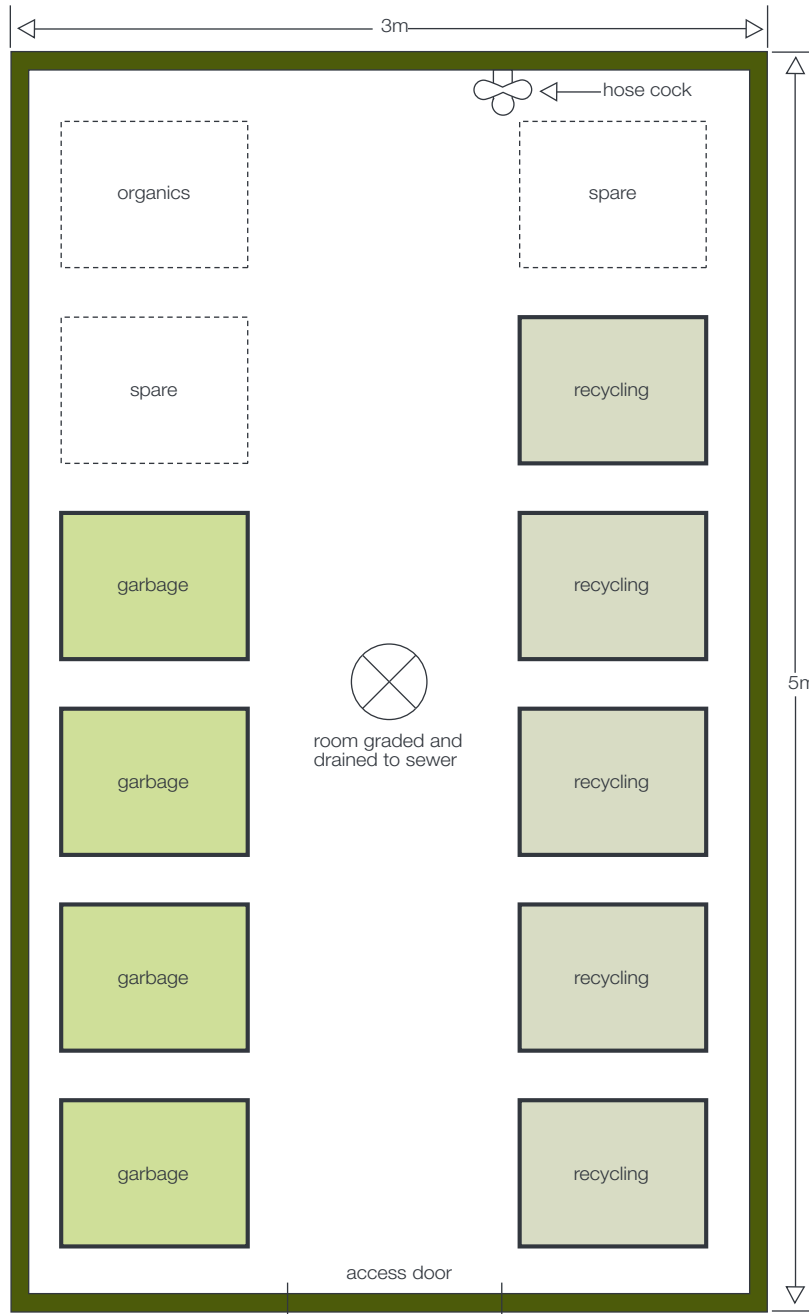 3m
hose cock
organics
spare
spare
recycling
garbage
recycling
5m
room graded and
drained to sewer
garbage
recycling
garbage
recycling
garbage
recycling
access door